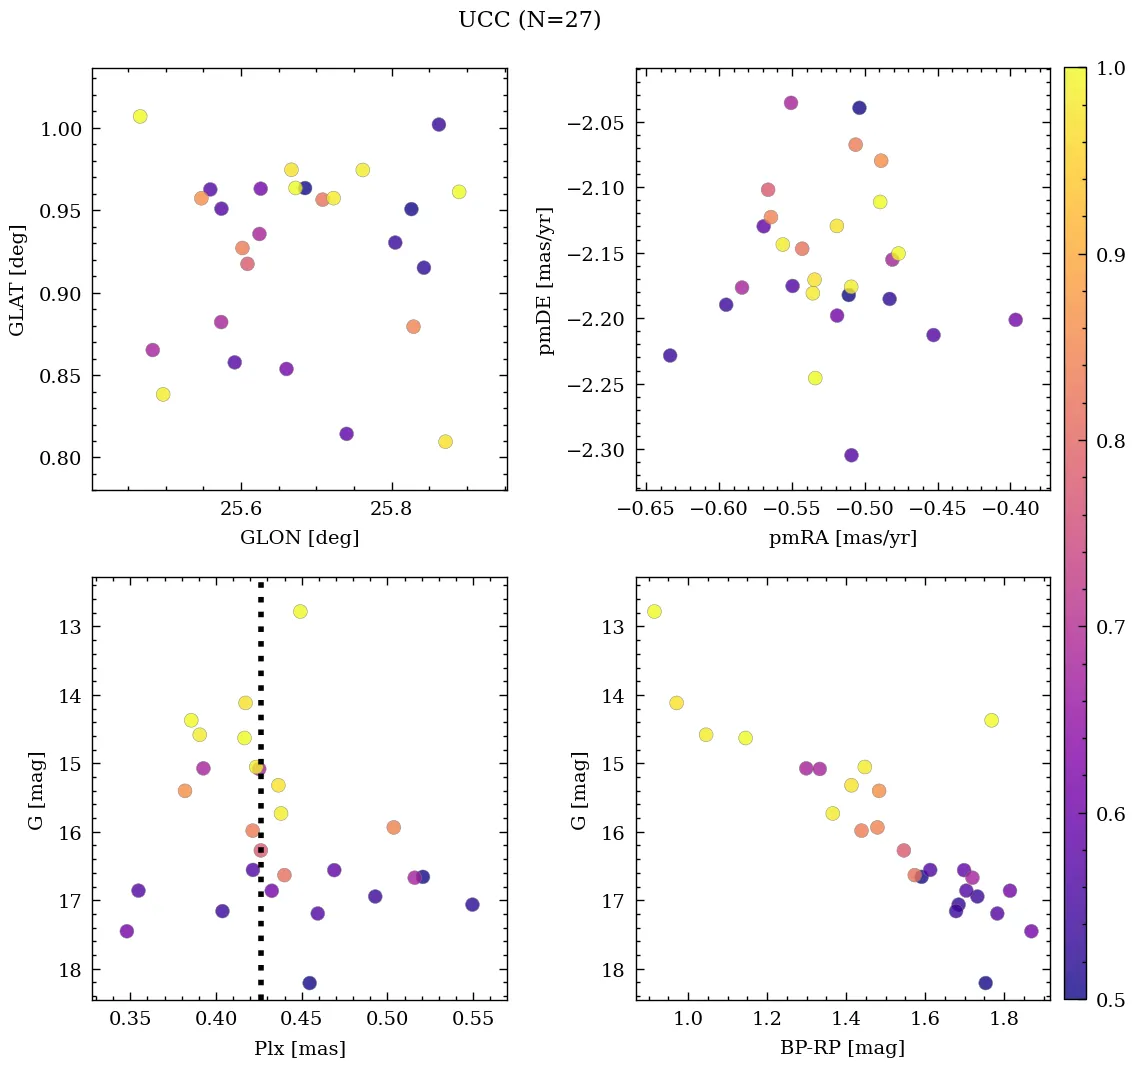 UCC (N=27)
1.00
0.95
0.90
0.85
0.80
GLAT [deg]
25.6 25.8
GLON [deg]
−2.05
−2.10
−2.15
−2.20
−2.25
−2.30
pmDE [mas/yr]
−0.65 −0.60 −0.55 −0.50 −0.45 −0.40
pmRA [mas/yr]
13
14
15
16
17
18
G [mag]
0.35 0.40 0.45 0.50 0.55
Plx [mas]
13
14
15
16
17
18
G [mag]
1.0 1.2 1.4 1.6 1.8
BP-RP [mag]
1.0
0.9
0.8
0.7
0.6
0.5